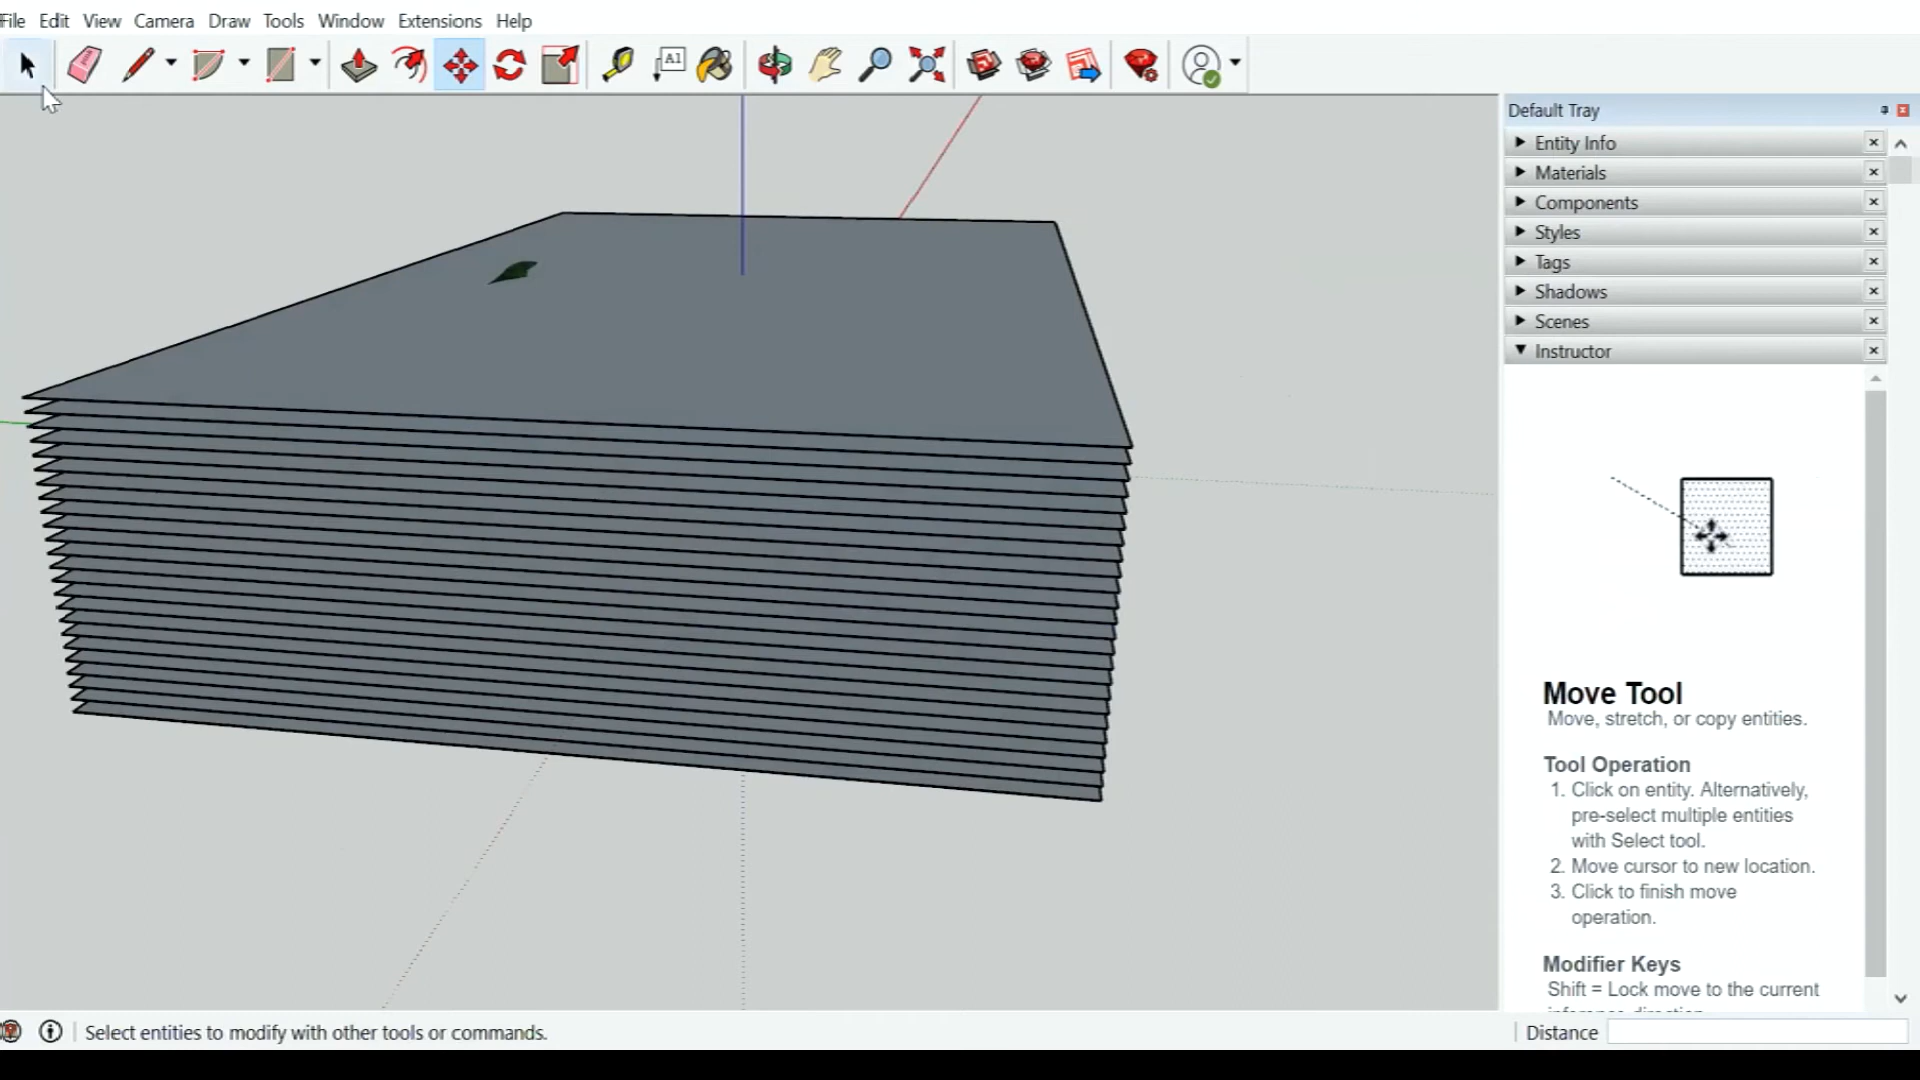 File Edit View Camera Draw Tools Window Extensions Help
A1
Default Tray
Entity Info
Materials
Components
Styles
Tags
Shadows
Scenes
Instructor
Move Tool
Move, stretch, or copy entities.
Tool Operation
1. Click on entity. Alternatively,
pre-select multiple entities
with Select tool.
2. Move cursor to new location.
3. Click to finish move
operation.
Modifier Keys
Shift = Lock move to the current
Select entities to modify with other tools or commands.
Distance